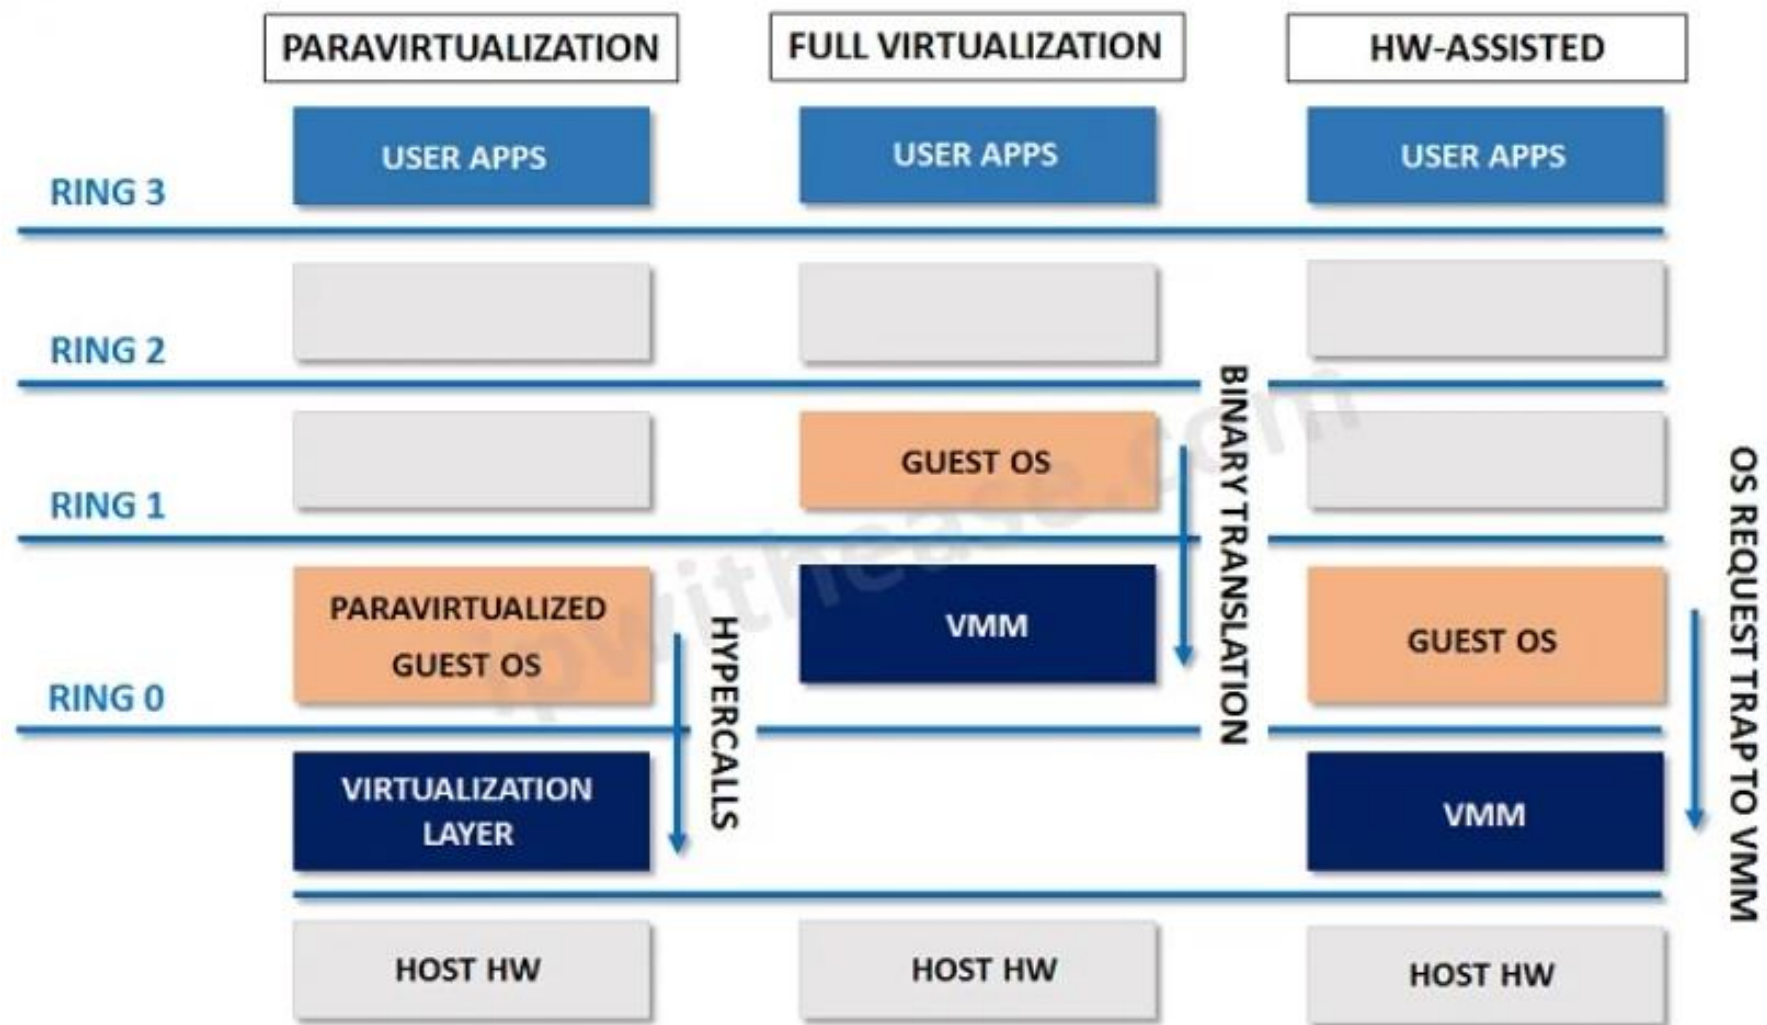 PARAVIRTUALIZATION
FULL VIRTUALIZATION
HW-ASSISTED
RING 3
USER APPS
USER APPS
USER APPS
RING 2
RING 1
GUEST OS
BINARY TRANSLATION
RING 0
PARAVIRTUALIZED
GUEST OS
HYPERCALLS
VMM
GUEST OS
OS REQUEST TRAP TO VMM
VIRTUALIZATION
LAYER
VMM
HOST HW
HOST HW
HOST HW
ipwithease.com